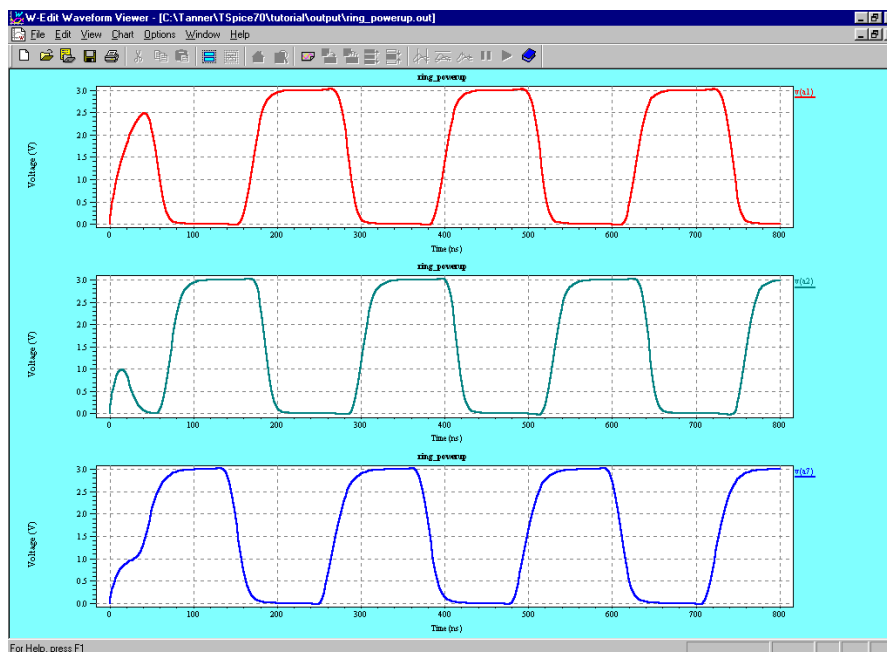 W-Edit Waveform Viewer - [C:\Tanner\TSpice70\tutorial\output\ring_powerup.out]
File Edit View Chart Options Window Help
ring_powerup
v(a1)
Voltage (V)
3.0
2.5
2.0
1.5
1.0
0.5
0.0
0 100 200 300 400 500 600 700 800
Time (ns)
ring_powerup
v(a2)
Voltage (V)
3.0
2.5
2.0
1.5
1.0
0.5
0.0
0 100 200 300 400 500 600 700 800
Time (ns)
ring_powerup
v(a7)
Voltage (V)
3.0
2.5
2.0
1.5
1.0
0.5
0.0
0 100 200 300 400 500 600 700 800
Time (ns)
For Help, press F1